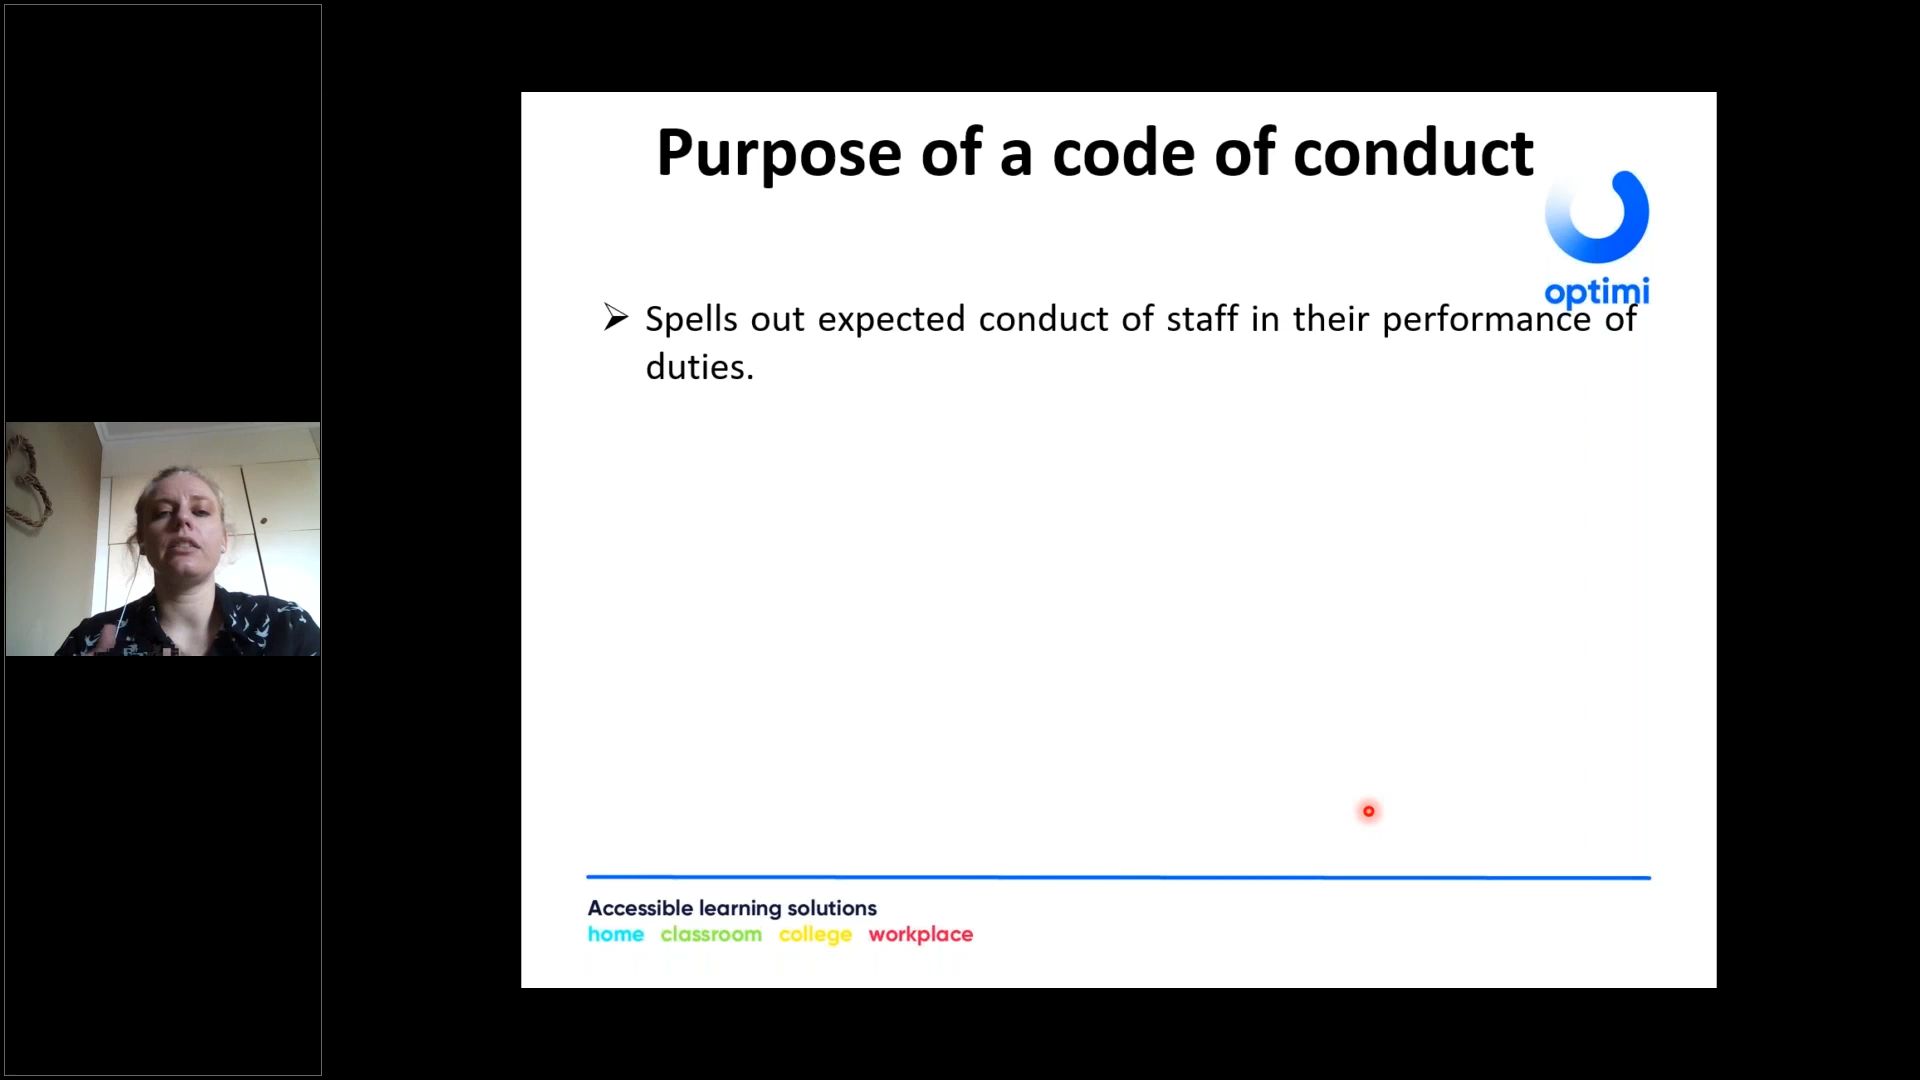 Purpose of a code of conduct
optimi
➢ Spells out expected conduct of staff in their performance of
duties.
Accessible learning solutions
home classroom college workplace